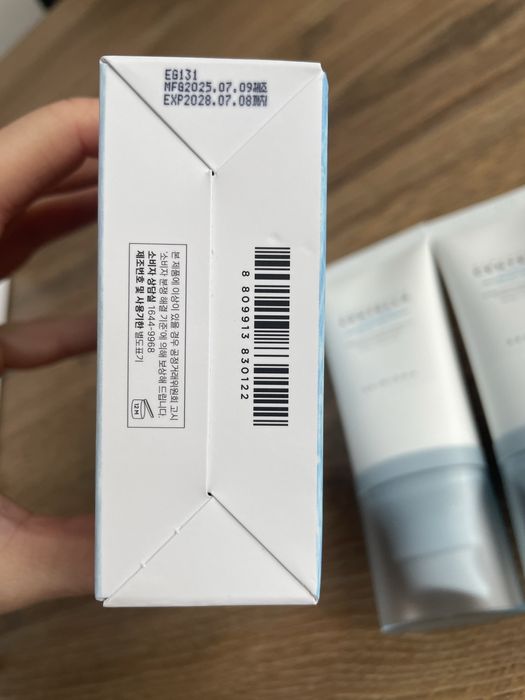 EG131
MFG2025.07.09제조
EXP2028.07.08까지
본 제품에 이상이 있을 경우 공정거래위원회 고시
'소비자 분쟁 해결 기준'에 의해 보상해 드립니다.
소비자 상담실 1644-9968
제조번호 및 사용기한 별도표기
12M
8 809913 830122